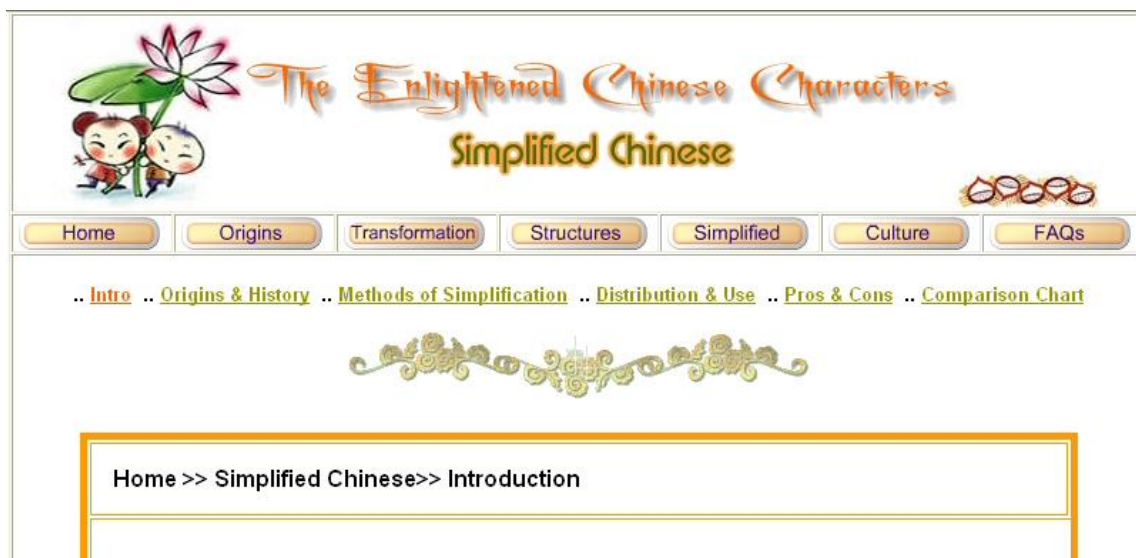 The Enlightened Chinese Characters
Simplified Chinese
Home Origins Transformation Structures Simplified Culture FAQs
.. Intro .. Origins & History .. Methods of Simplification .. Distribution & Use .. Pros & Cons .. Comparison Chart
Home >> Simplified Chinese>> Introduction